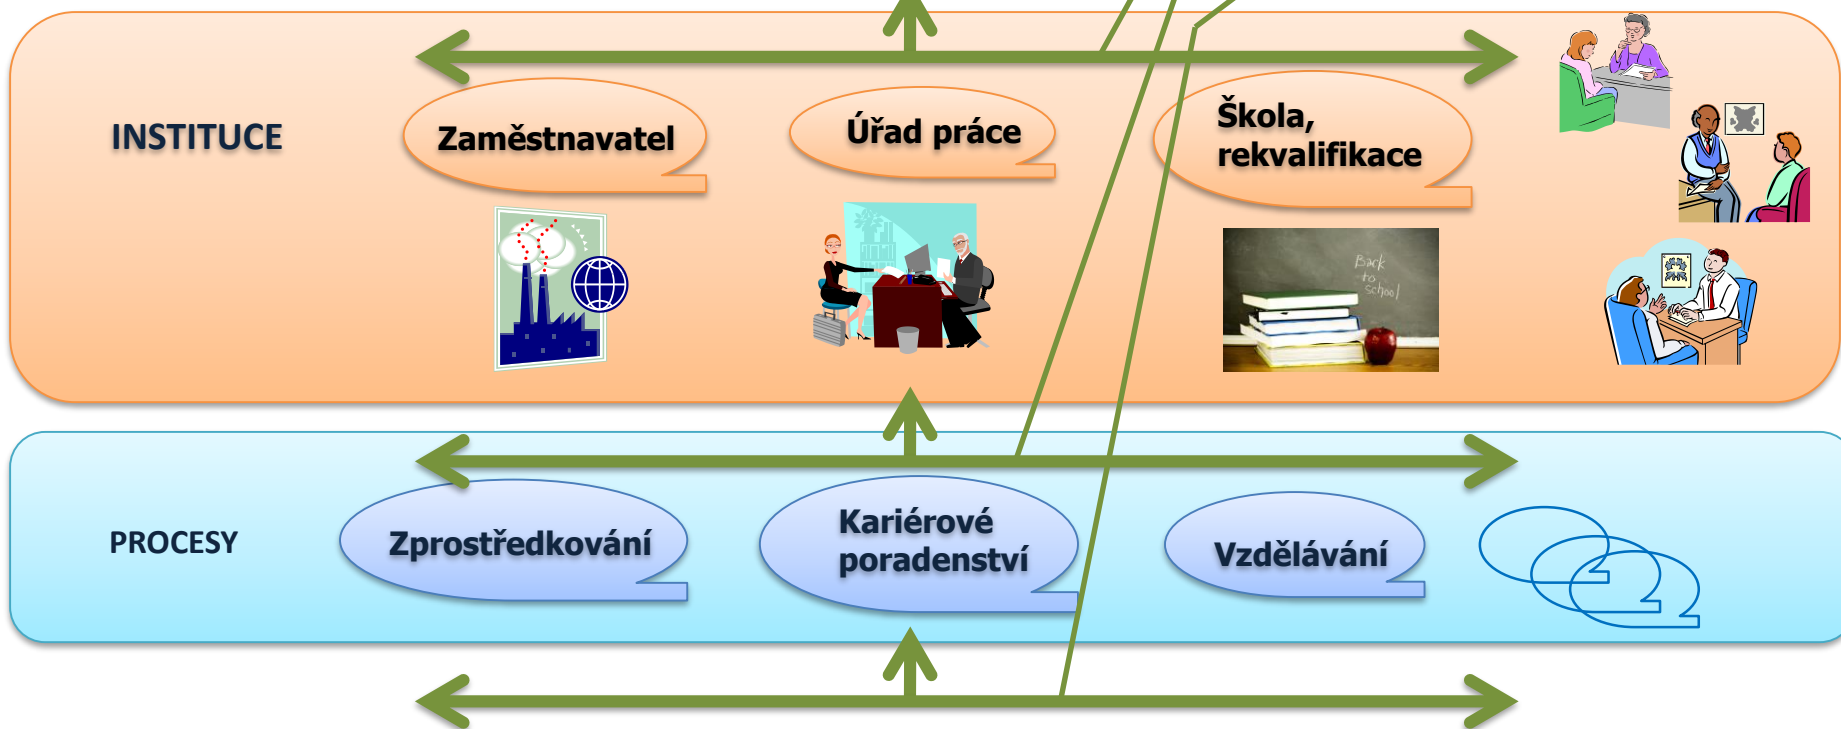 INSTITUCE
Zaměstnavatel
Úřad práce
Škola,
rekvalifikace
Back
to
school
PROCESY
Zprostředkování
Kariérové
poradenství
Vzdělávání